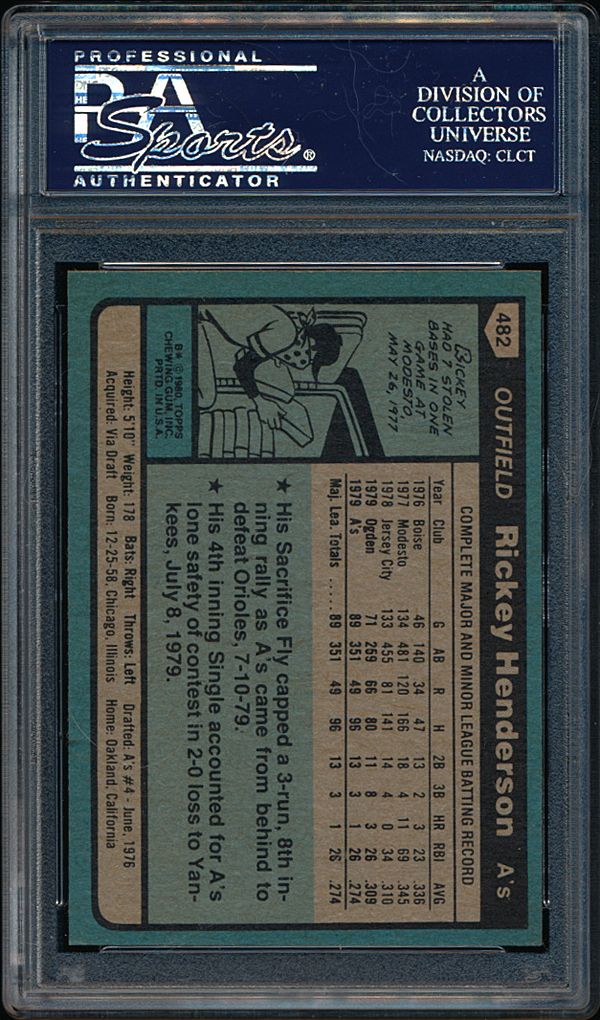 PROFESSIONAL
PSA
Sports®
AUTHENTICATOR
A
DIVISION OF
COLLECTORS
UNIVERSE
NASDAQ: CLCT
482 OUTFIELD Rickey Henderson A's
RICKEY
HAD 7 STOLEN
BASES IN ONE
GAME AT
MODESTO,
MAY 26, 1977
B* © 1980 TOPPS
CHEWING GUM, INC.
PRTD. IN U.S.A.
COMPLETE MAJOR AND MINOR LEAGUE BATTING RECORD
Year Club G AB R H 2B 3B HR RBI AVG
1976 Boise 46 140 34 47 13 2 3 23 .336
1977 Modesto 134 481 120 166 18 4 11 69 .345
1978 Jersey City 133 455 81 141 14 4 0 34 .310
1979 Ogden 71 269 66 80 11 8 3 26 .309
1979 A's 89 351 49 96 13 3 1 26 .274
Maj. Lea. Totals ...... 89 351 49 96 13 3 1 26 .274
★ His Sacrifice Fly capped a 3-run, 8th in-
ning rally as A's came from behind to
defeat Orioles, 7-10-79.
★ His 4th inning Single accounted for A's
lone safety of contest in 2-0 loss to Yan-
kees, July 8, 1979.
Height: 5'10" Weight: 178 Bats: Right Throws: Left Drafted: A's #4 - June, 1976
Acquired: Via Draft Born: 12-25-58, Chicago, Illinois Home: Oakland, California